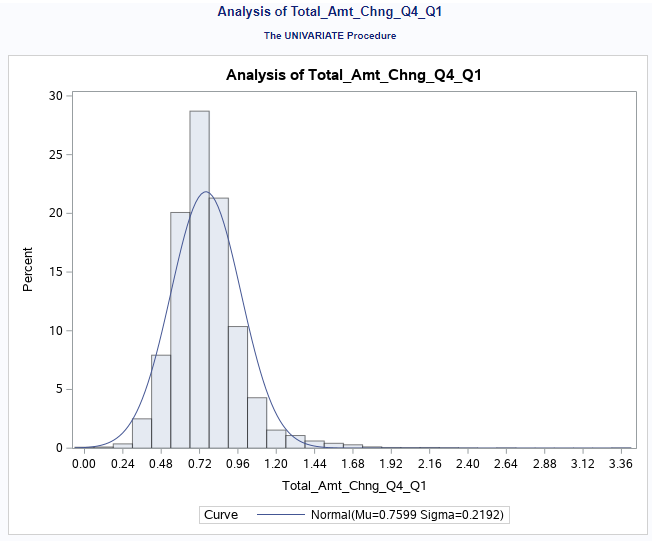 Analysis of Total_Amt_Chng_Q4_Q1
The UNIVARIATE Procedure
Analysis of Total_Amt_Chng_Q4_Q1
30
25
20
15
10
5
0
Percent
0.00 0.24 0.48 0.72 0.96 1.20 1.44 1.68 1.92 2.16 2.40 2.64 2.88 3.12 3.36
Total_Amt_Chng_Q4_Q1
Curve Normal(Mu=0.7599 Sigma=0.2192)